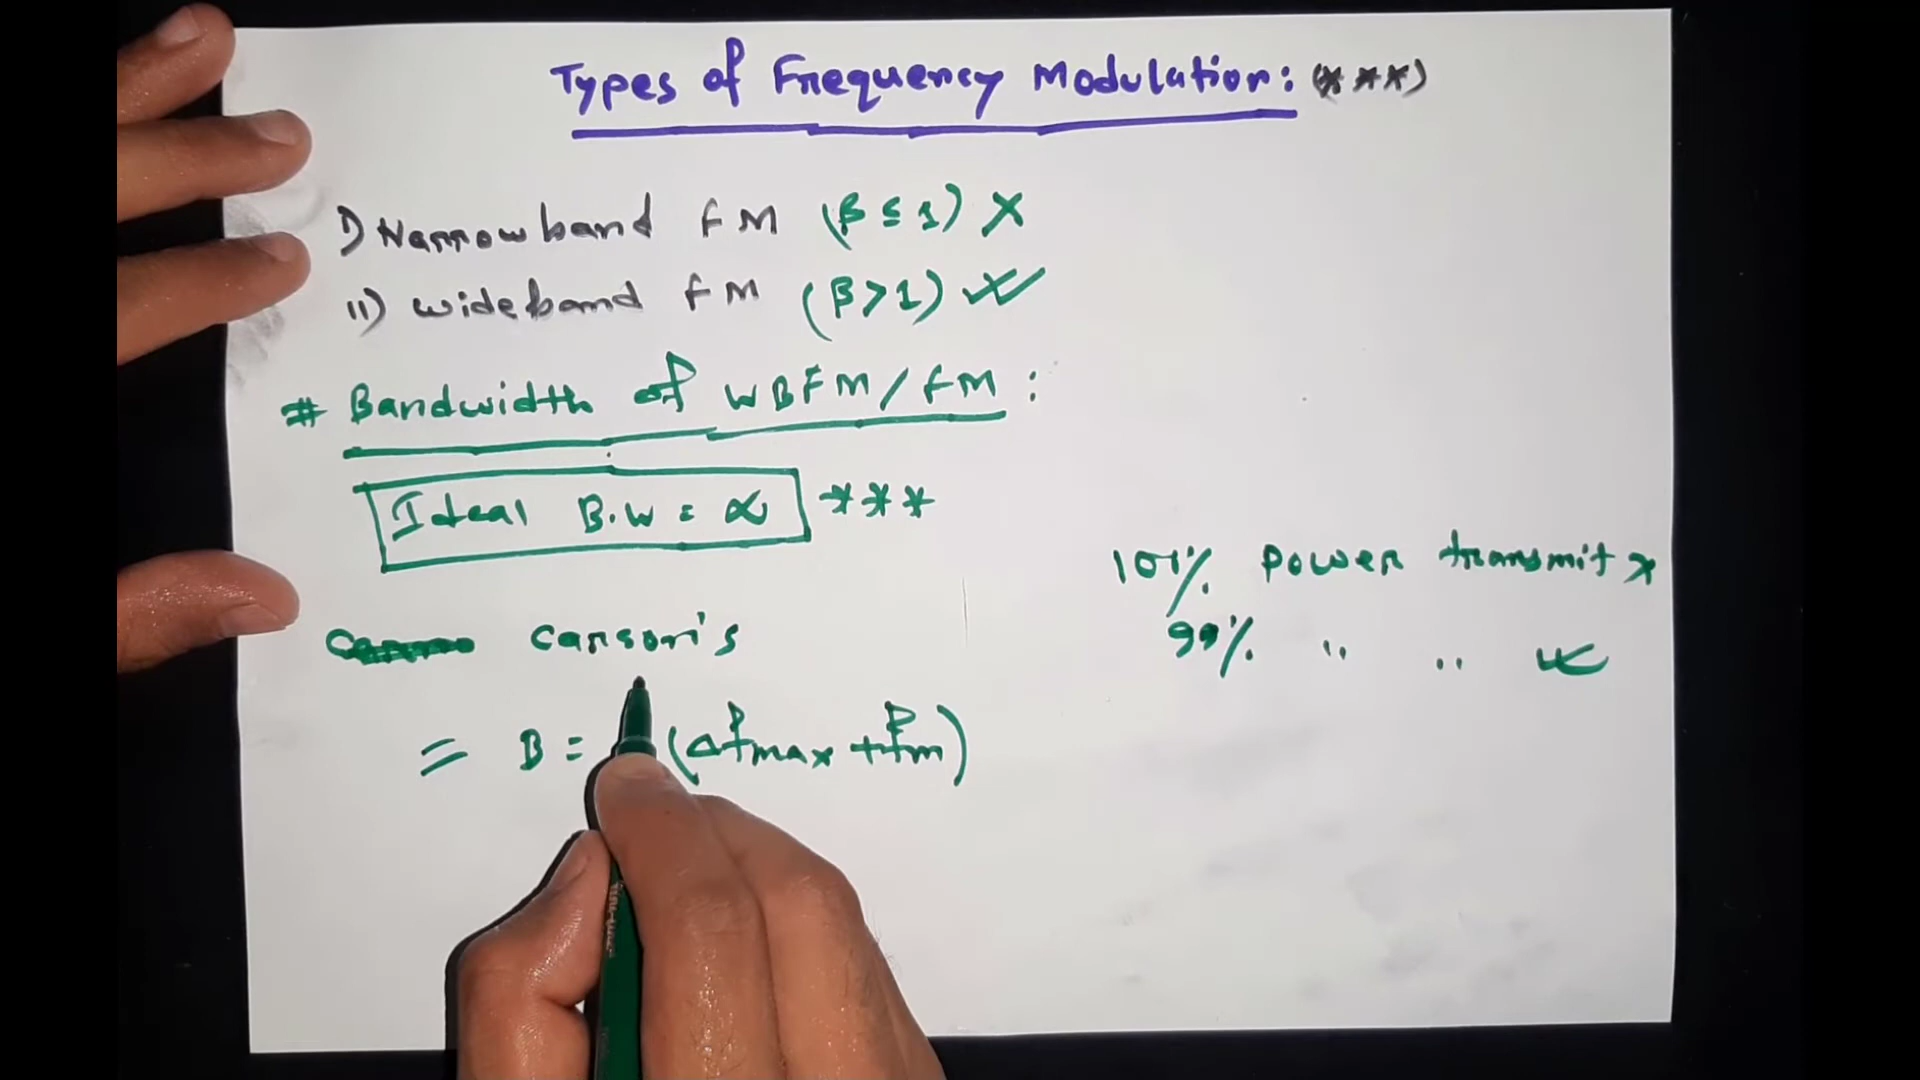 Types of Frequency Modulation: (***)
I) Narrowband FM (β ≤ 1) X
II) wideband FM (β > 1)
# Bandwidth of WBFM/FM:
Ideal B.W = ∝ ***
101% power transmit x
99% " "
Carson's
= B = (Δfmax + fm)